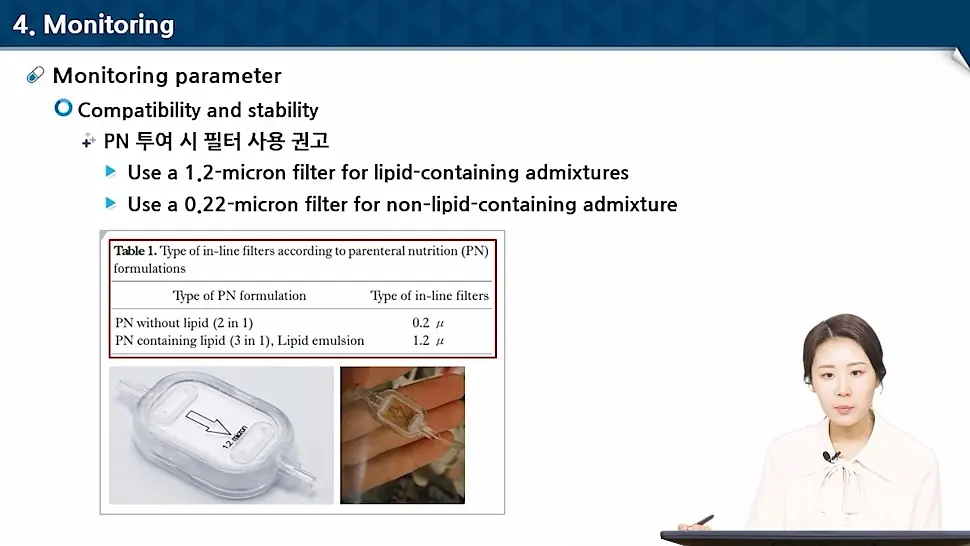 4. Monitoring
Monitoring parameter
Compatibility and stability
PN 투여 시 필터 사용 권고
Use a 1.2-micron filter for lipid-containing admixtures
Use a 0.22-micron filter for non-lipid-containing admixture
Table 1. Type of in-line filters according to parenteral nutrition (PN)
formulations
Type of PN formulation Type of in-line filters
PN without lipid (2 in 1) 0.2 μ
PN containing lipid (3 in 1), Lipid emulsion 1.2 μ
1.2 micron